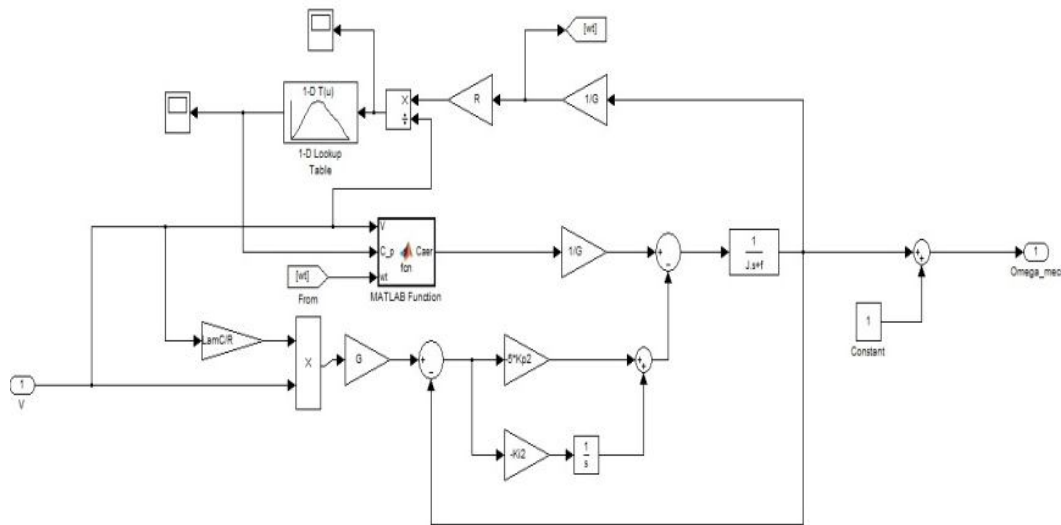 [wt]
1-D T(u)
1-D Lookup
Table
X
÷
R
1/G
V
C_p
wt
Caer
fcn
MATLAB Function
[wt]
From
1/G
+
−
1
J.s+f
+
+
1
Omega_mec
1
Constant
LamC/R
X
G
+
−
-5*Kp2
+
+
-Ki2
1
s
1
V